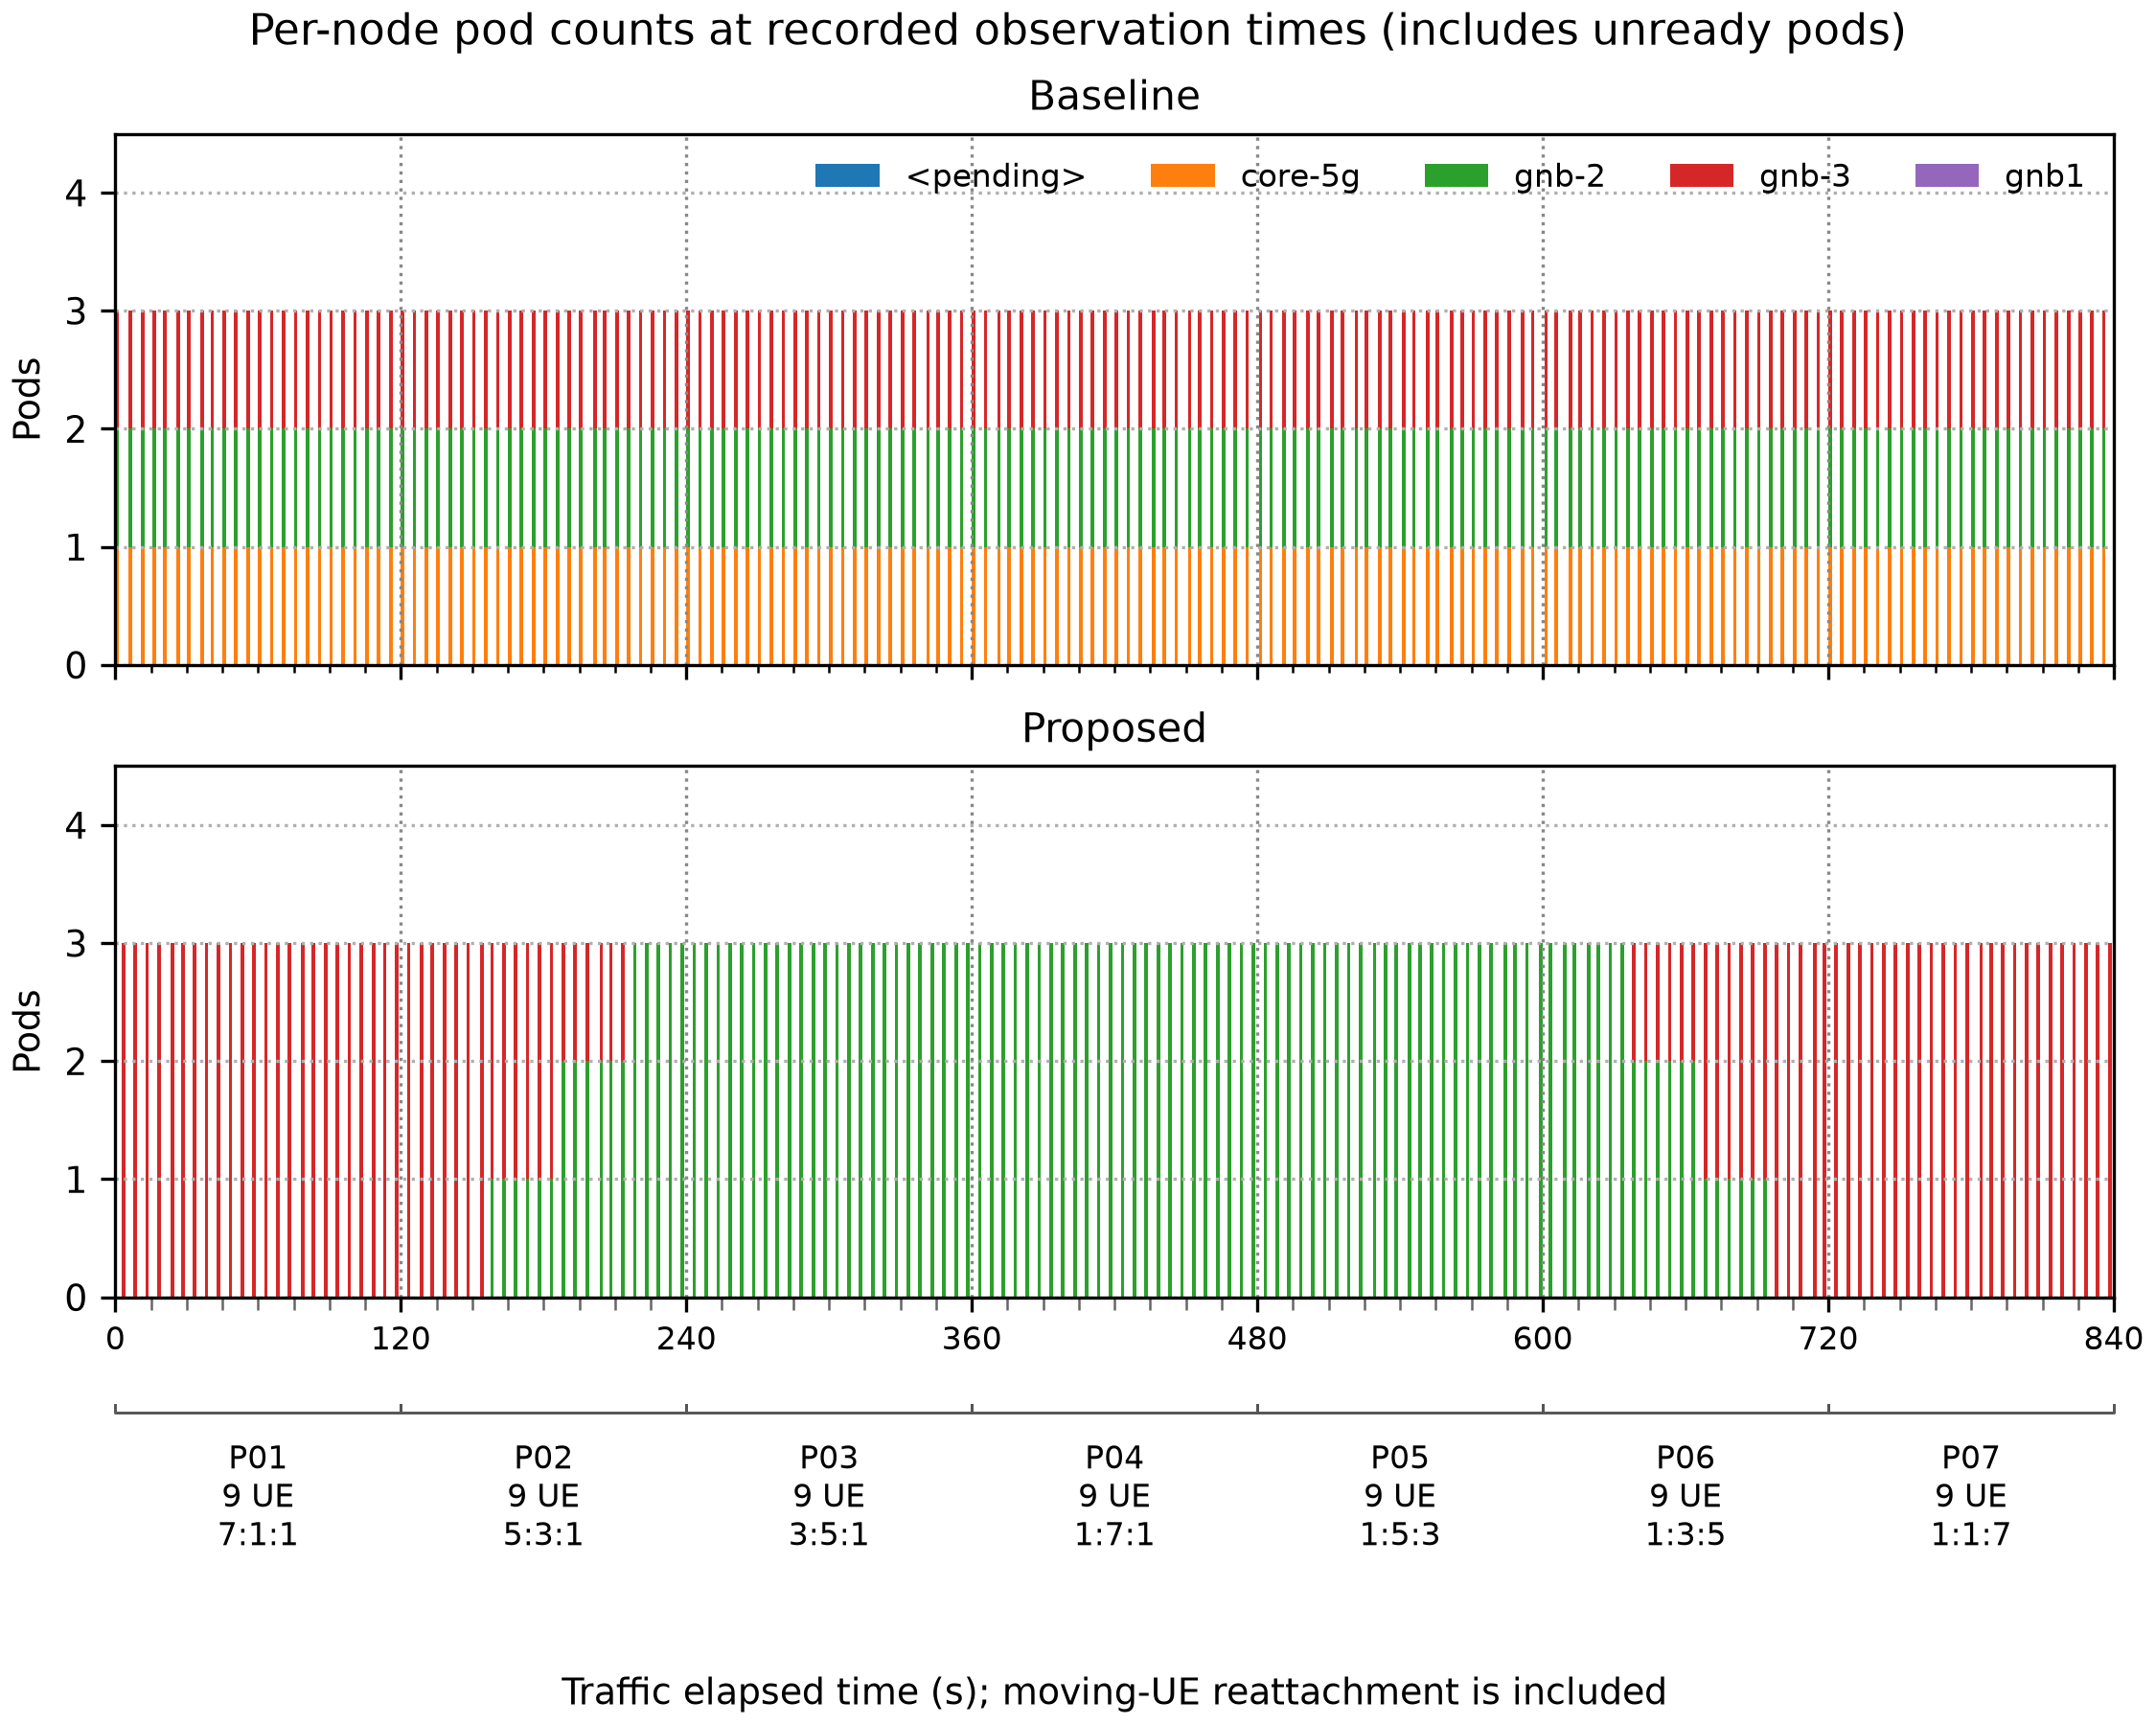 Per-node pod counts at recorded observation times (includes unready pods)
Baseline
<pending> core-5g gnb-2 gnb-3 gnb1
4
3
2
1
0
Pods
Proposed
4
3
2
1
0
Pods
0 120 240 360 480 600 720 840
P01 P02 P03 P04 P05 P06 P07
9 UE 9 UE 9 UE 9 UE 9 UE 9 UE 9 UE
7:1:1 5:3:1 3:5:1 1:7:1 1:5:3 1:3:5 1:1:7
Traffic elapsed time (s); moving-UE reattachment is included